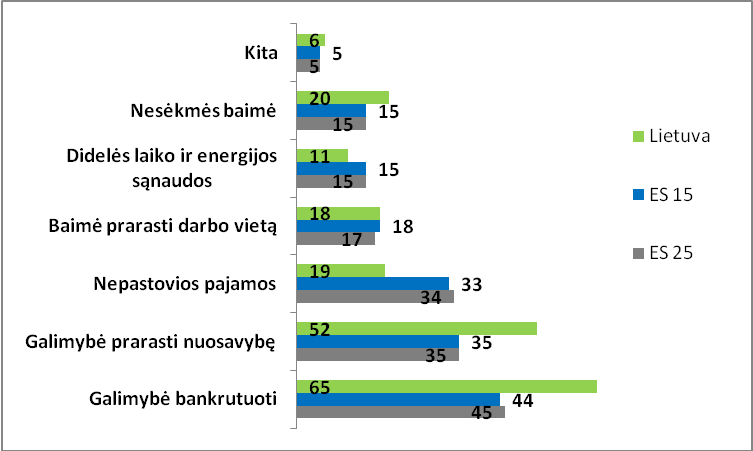 Kita
6
5
5
Nesėkmės baimė
20
15
15
Didelės laiko ir energijos
sąnaudos
11
15
15
Baimė prarasti darbo vietą
18
18
17
Nepastovios pajamos
19
33
34
Galimybė prarasti nuosavybę
52
35
35
Galimybė bankrutuoti
65
44
45
Lietuva
ES 15
ES 25